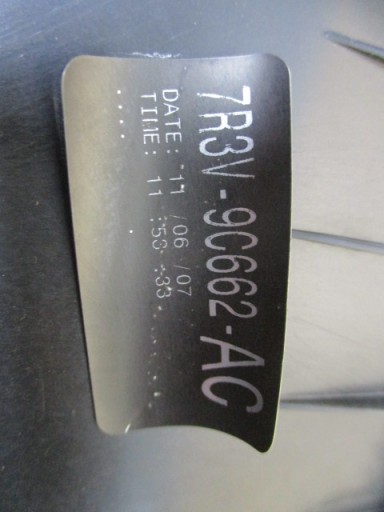 7R3V-9C662-AC
DATE: 11 /06 /07
TIME: 11 :53 :33